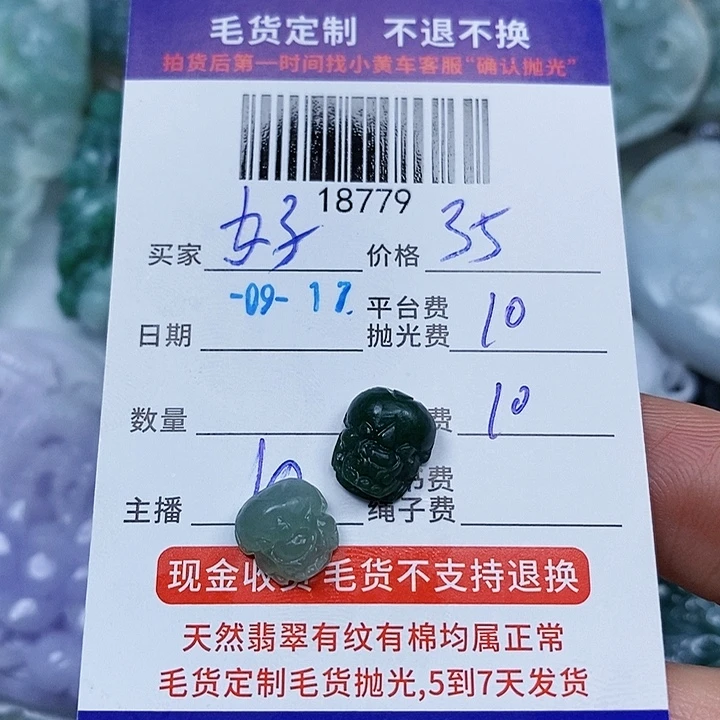 毛货定制 不退不换
拍货后第一时间找小黄车客服“确认抛光”
18779
买家 好 价格 35
日期 -09-17. 平台费 抛光费 10
数量 费 10
主播 10 费
绳子费
现金收 毛货不支持退换
天然翡翠有纹有棉均属正常
毛货定制毛货抛光,5到7天发货